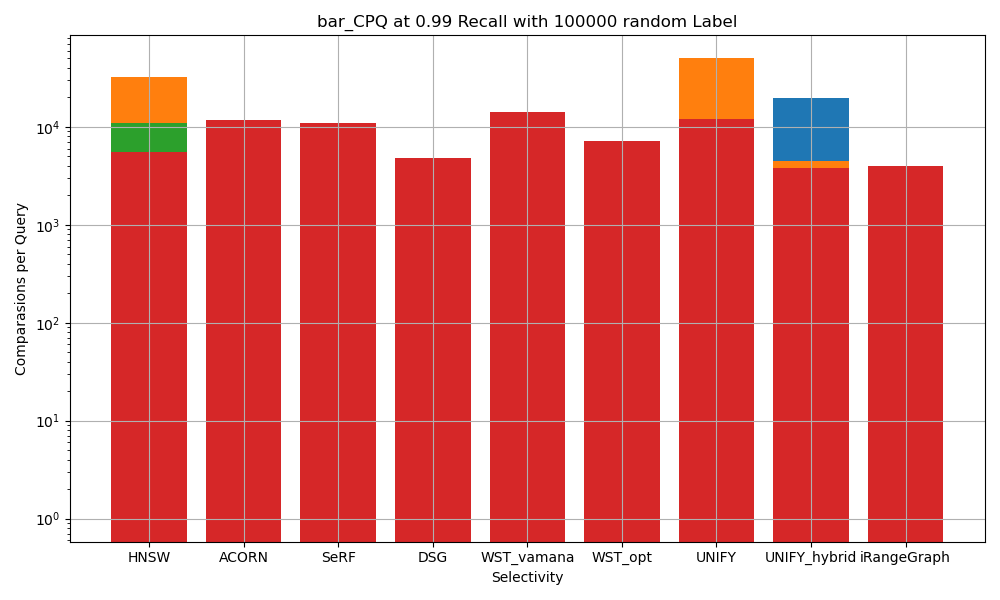 bar_CPQ at 0.99 Recall with 100000 random Label
Comparasions per Query
10^4
10^3
10^2
10^1
10^0
HNSW ACORN SeRF DSG WST_vamana WST_opt UNIFY UNIFY_hybrid iRangeGraph
Selectivity